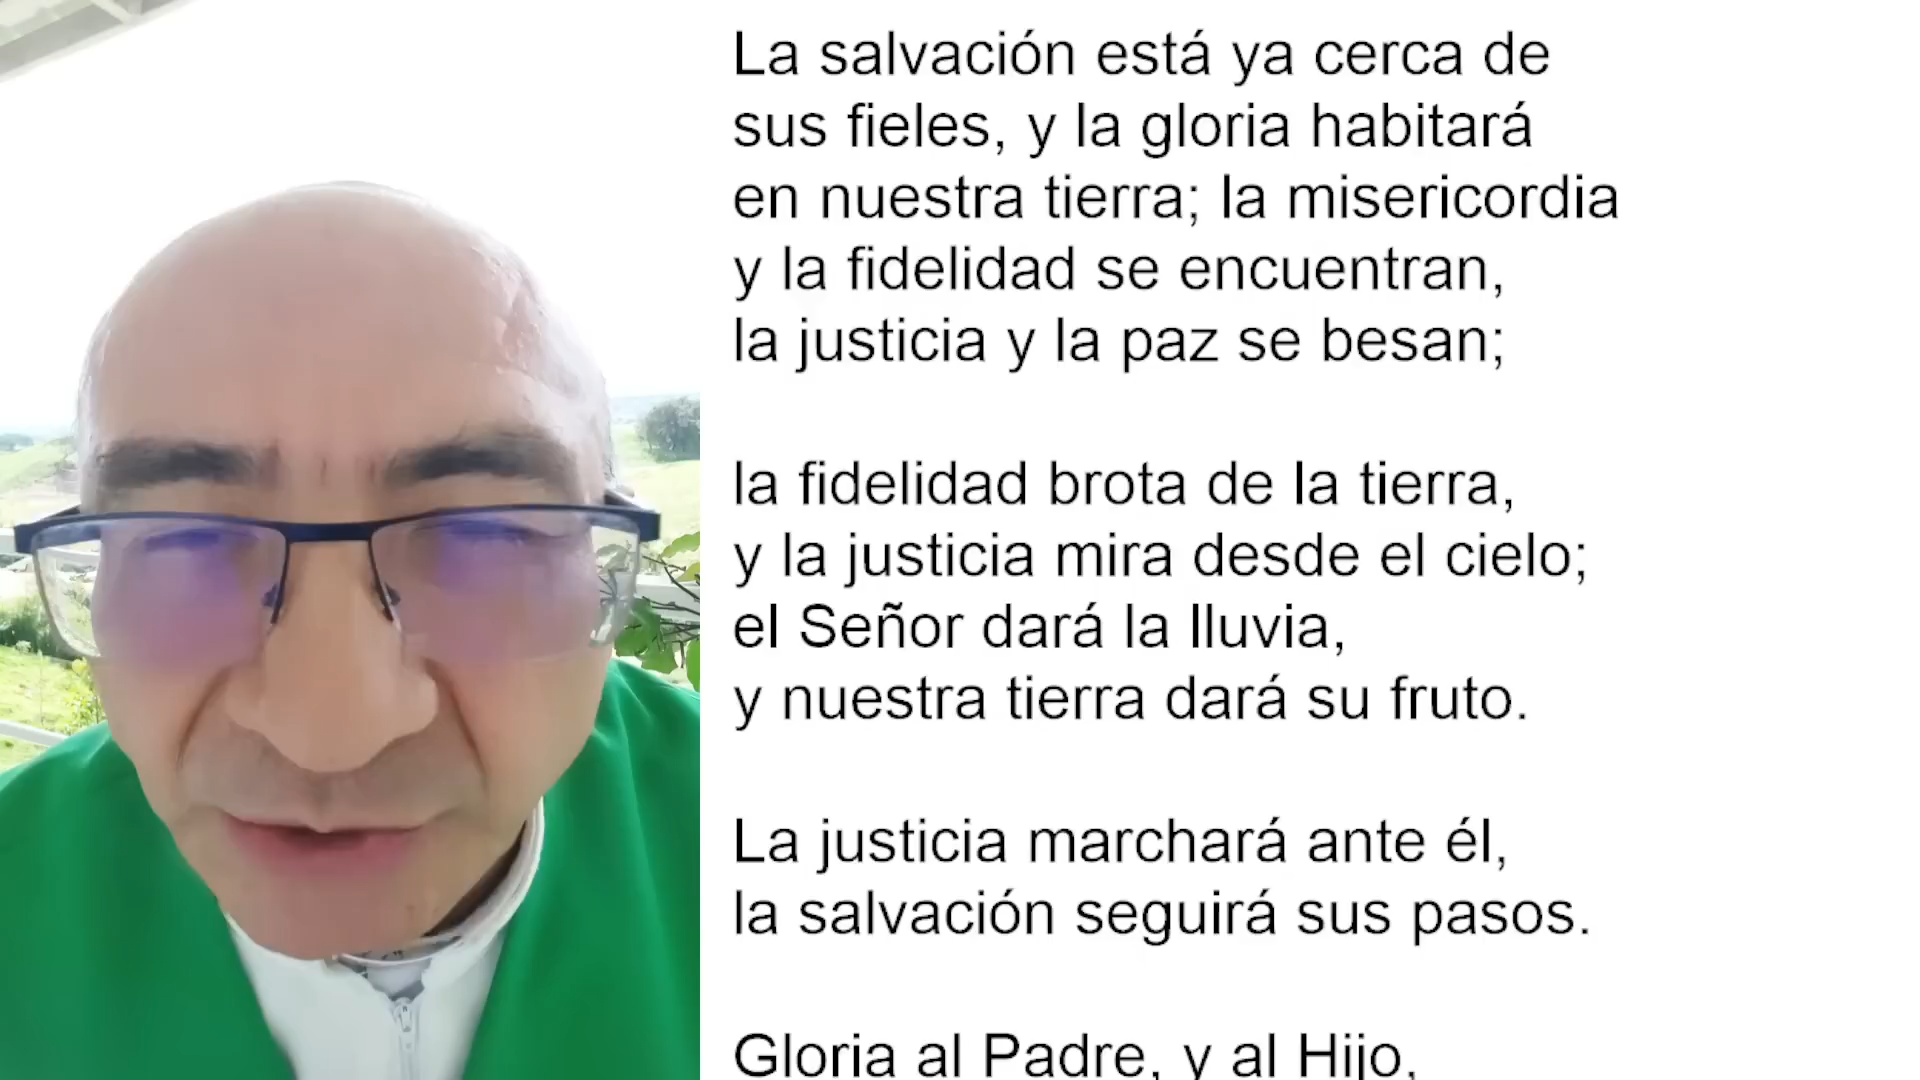 La salvación está ya cerca de
sus fieles, y la gloria habitará
en nuestra tierra; la misericordia
y la fidelidad se encuentran,
la justicia y la paz se besan;
la fidelidad brota de la tierra,
y la justicia mira desde el cielo;
el Señor dará la lluvia,
y nuestra tierra dará su fruto.
La justicia marchará ante él,
la salvación seguirá sus pasos.
Gloria al Padre, y al Hijo,